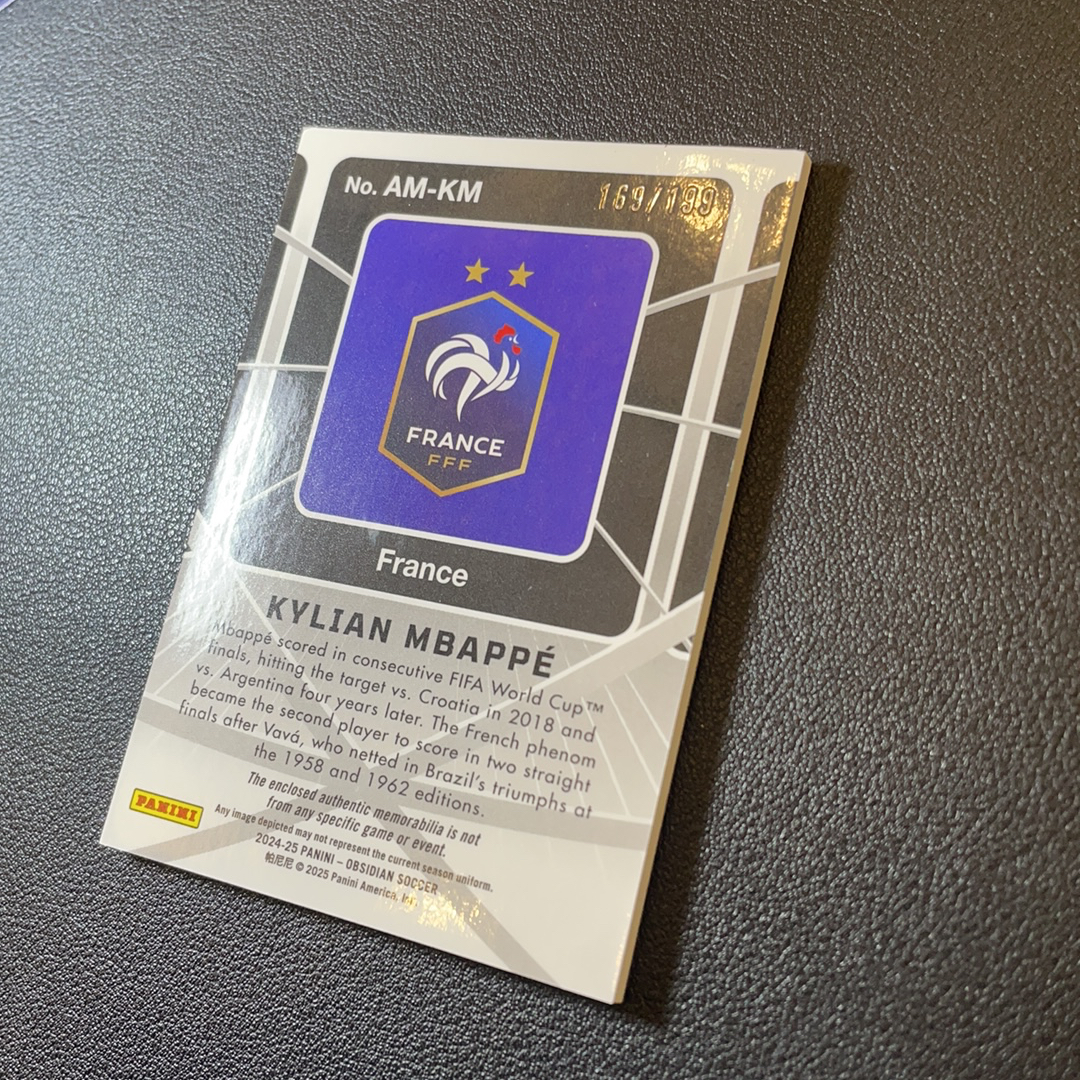 No. AM-KM
169/199
FRANCE
FFF
France
KYLIAN MBAPPÉ
Mbappé scored in consecutive FIFA World Cup™
finals, hitting the target vs. Croatia in 2018 and
vs. Argentina four years later. The French phenom
became the second player to score in two straight
finals after Vavá, who netted in Brazil's triumphs at
the 1958 and 1962 editions.
The enclosed authentic memorabilia is not
from any specific game or event.
Any image depicted may not represent the current season uniform.
2024-25 PANINI – OBSIDIAN SOCCER
帕尼尼 © 2025 Panini America, Inc.
PANINI